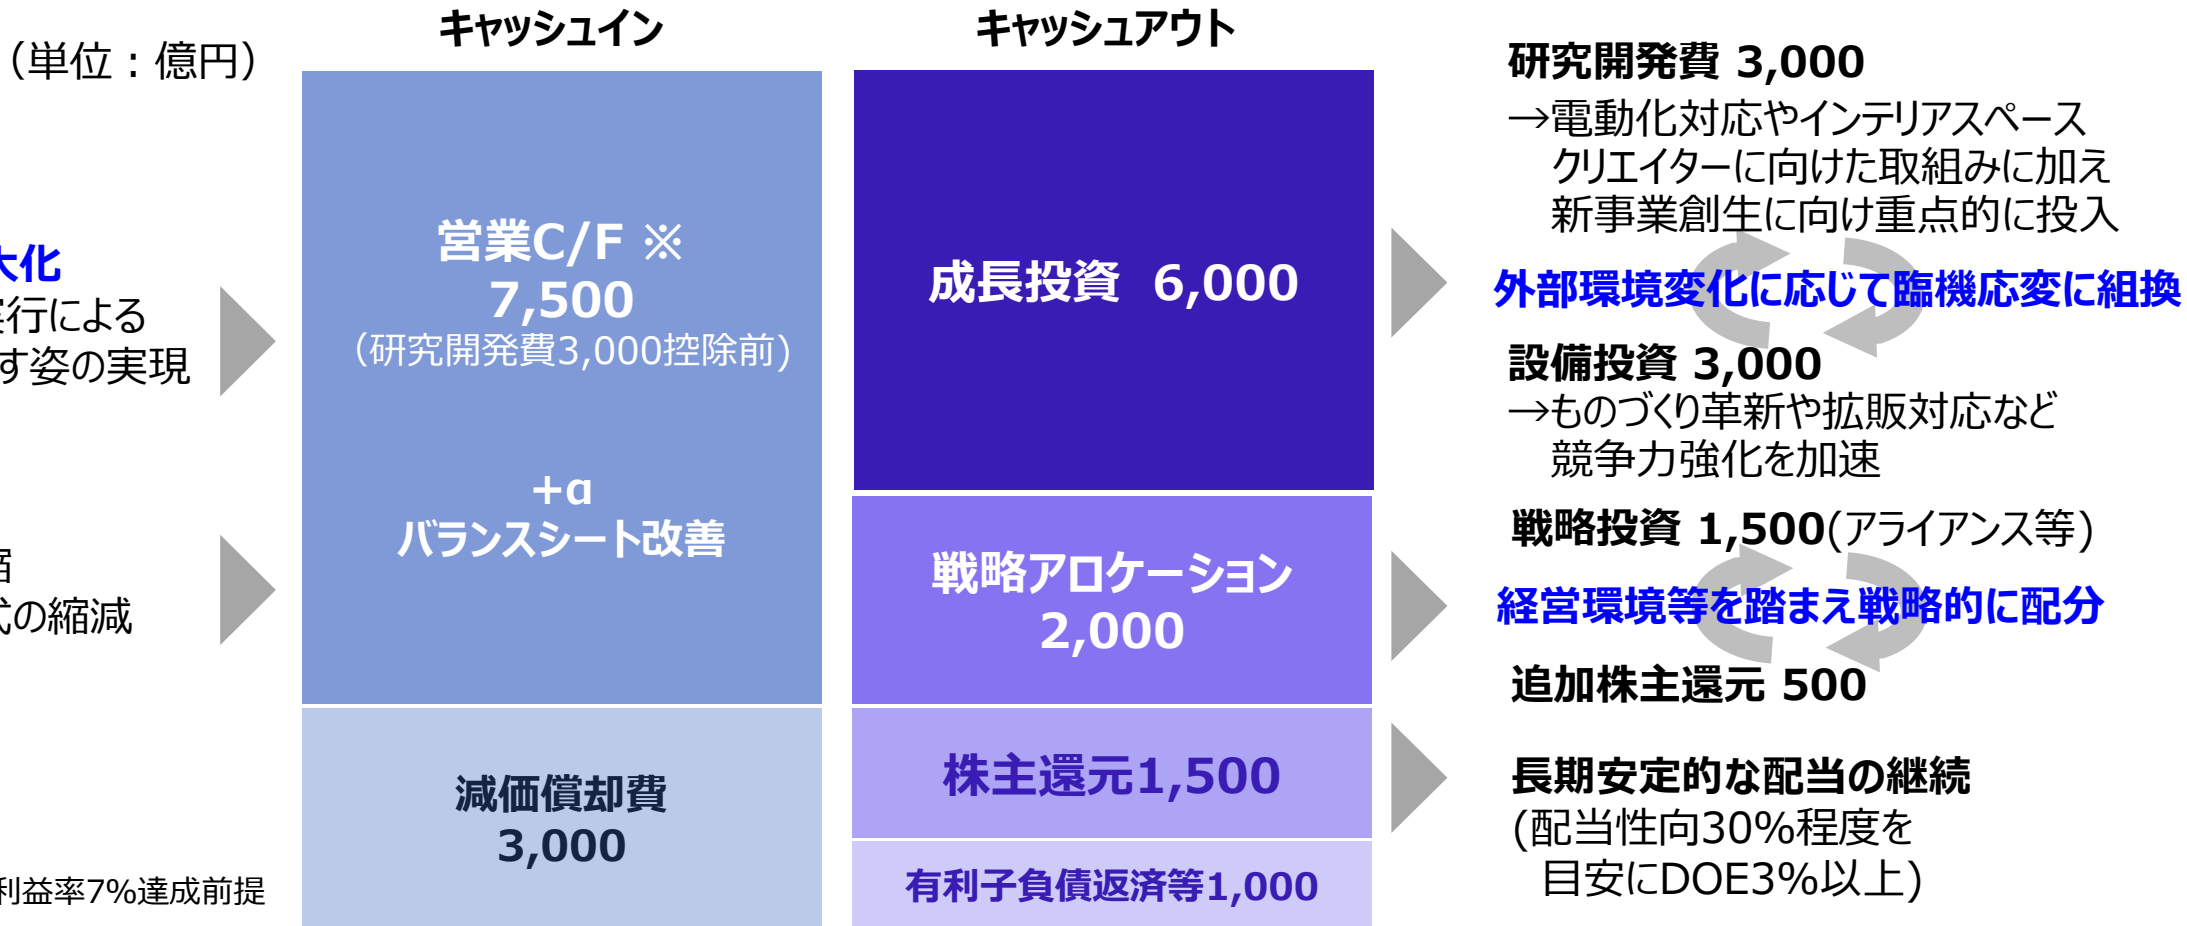 （単位：億円）
大化
実行による
す姿の実現
縮
式の縮減
利益率7%達成前提
キャッシュイン
営業C/F ※
7,500
（研究開発費3,000控除前)
+α
バランスシート改善
減価償却費
3,000
キャッシュアウト
成長投資 6,000
戦略アロケーション
2,000
株主還元1,500
有利子負債返済等1,000
研究開発費 3,000
→電動化対応やインテリアスペース
クリエイターに向けた取組みに加え
新事業創生に向け重点的に投入
外部環境変化に応じて臨機応変に組換
設備投資 3,000
→ものづくり革新や拡販対応など
競争力強化を加速
戦略投資 1,500(アライアンス等)
経営環境等を踏まえ戦略的に配分
追加株主還元 500
長期安定的な配当の継続
(配当性向30%程度を
目安にDOE3%以上)